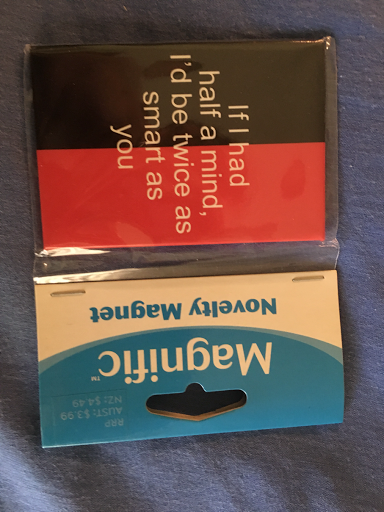 If I had
half a mind,
I'd be twice as
smart as
you
Novelty Magnet
Magnific™
RRP
AUST: $3.99
NZ: $4.49